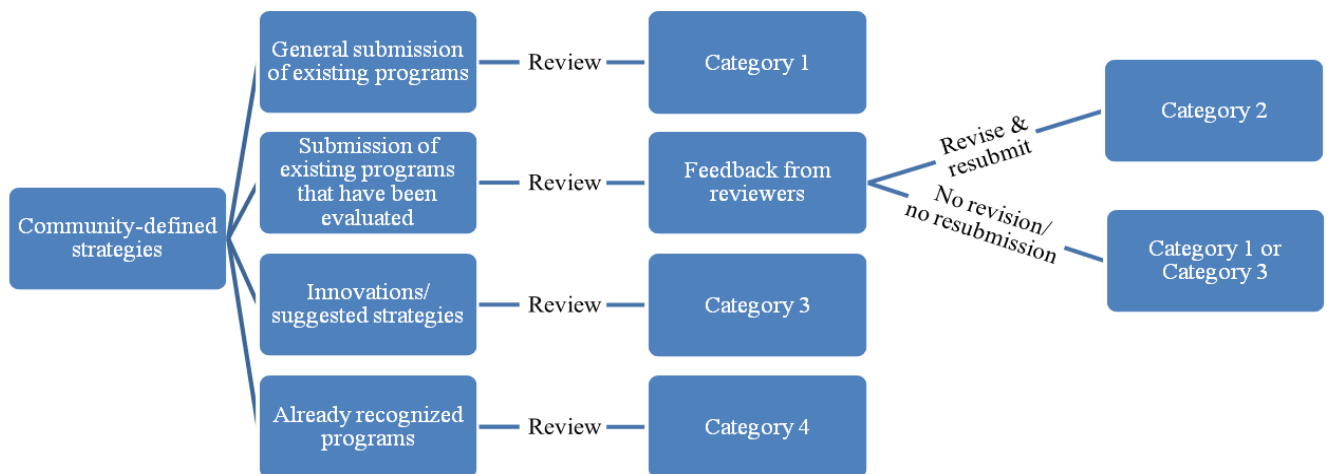 General submission
of existing programs
Review
Category 1
Submission of
existing programs
that have been
evaluated
Review
Feedback from
reviewers
Revise &
resubmit
Category 2
No revision/
no resubmission
Category 1 or
Category 3
Community-defined
strategies
Innovations/
suggested strategies
Review
Category 3
Already recognized
programs
Review
Category 4